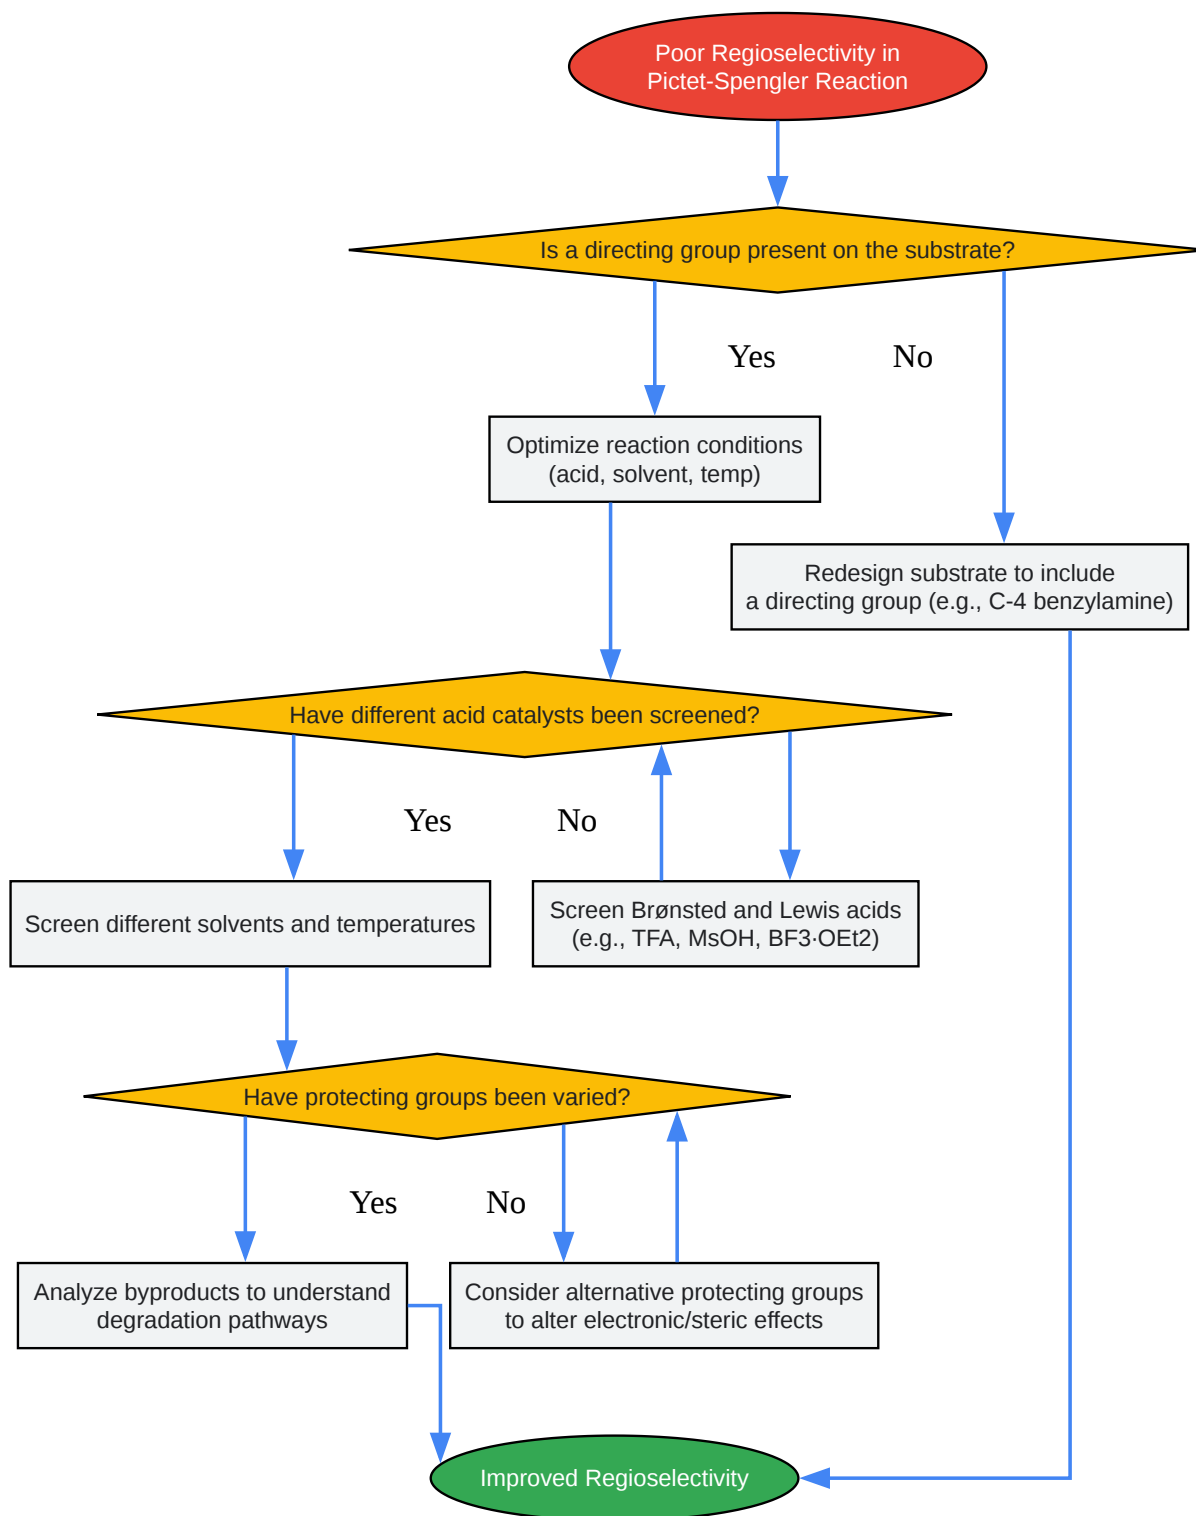 Poor Regioselectivity in
Pictet-Spengler Reaction
Is a directing group present on the substrate?
Yes
No
Optimize reaction conditions
(acid, solvent, temp)
Redesign substrate to include
a directing group (e.g., C-4 benzylamine)
Have different acid catalysts been screened?
Yes
No
Screen different solvents and temperatures
Screen Brønsted and Lewis acids
(e.g., TFA, MsOH, BF3·OEt2)
Have protecting groups been varied?
Yes
No
Analyze byproducts to understand
degradation pathways
Consider alternative protecting groups
to alter electronic/steric effects
Improved Regioselectivity